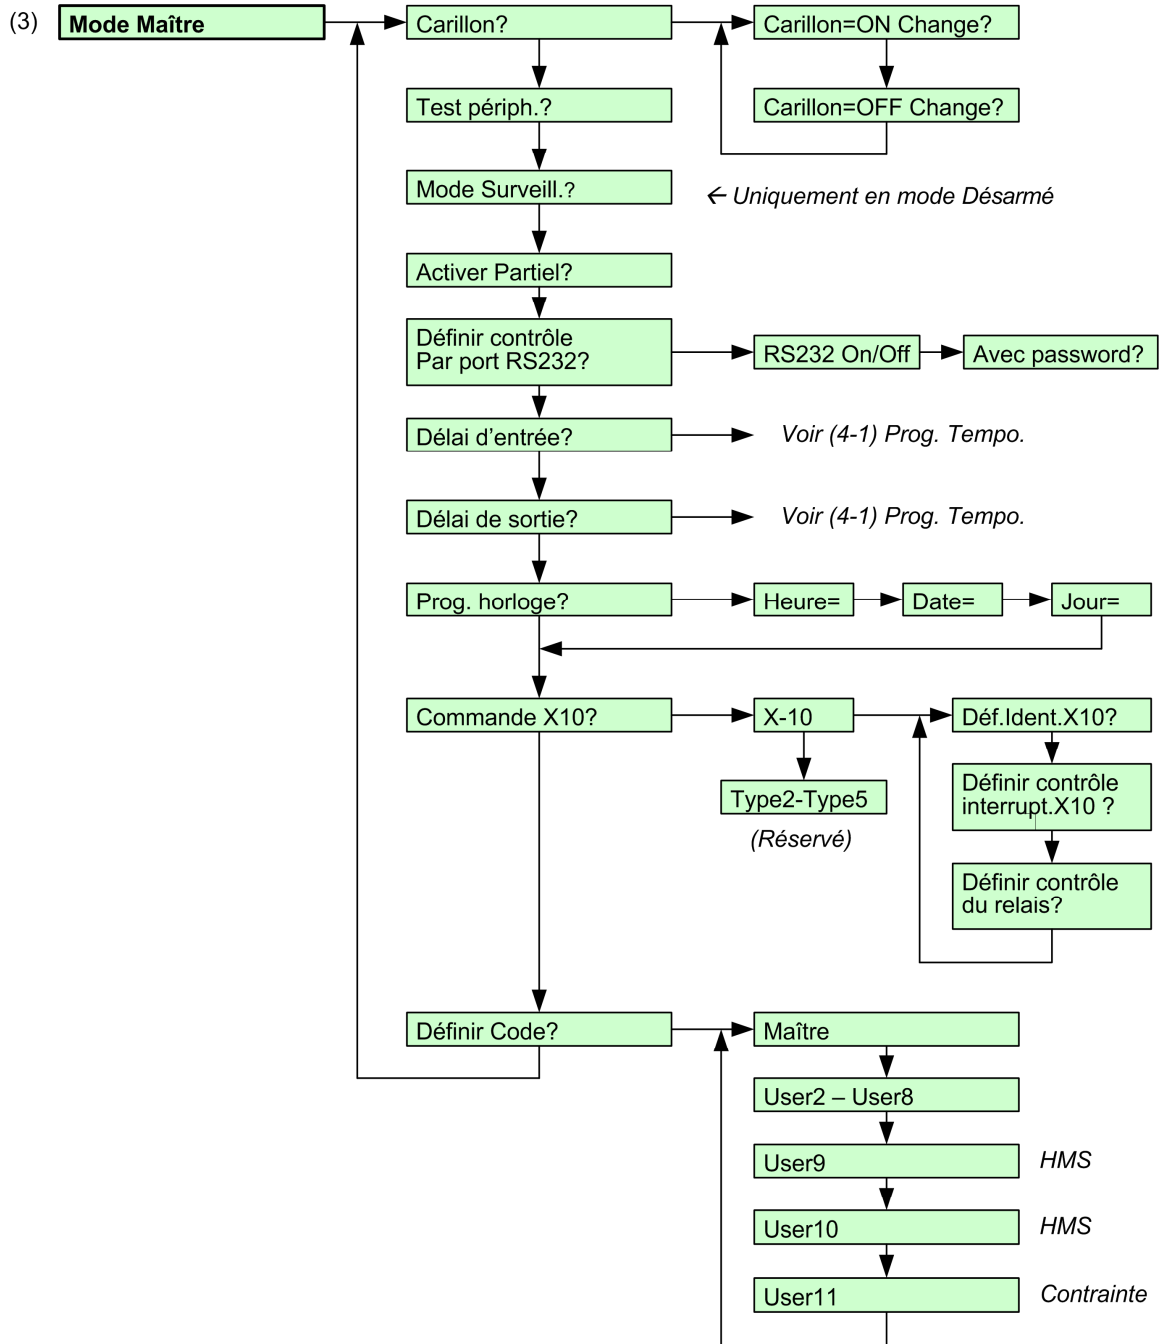 (3) Mode Maître
Carillon?
Carillon=ON Change?
Test périph.?
Carillon=OFF Change?
Mode Surveill.?
← Uniquement en mode Désarmé
Activer Partiel?
Définir contrôle
Par port RS232?
RS232 On/Off
Avec password?
Délai d'entrée?
Voir (4-1) Prog. Tempo.
Délai de sortie?
Voir (4-1) Prog. Tempo.
Prog. horloge?
Heure=
Date=
Jour=
Commande X10?
X-10
Déf.Ident.X10?
Type2-Type5
(Réservé)
Définir contrôle
interrupt.X10 ?
Définir contrôle
du relais?
Définir Code?
Maître
User2 – User8
User9
HMS
User10
HMS
User11
Contrainte